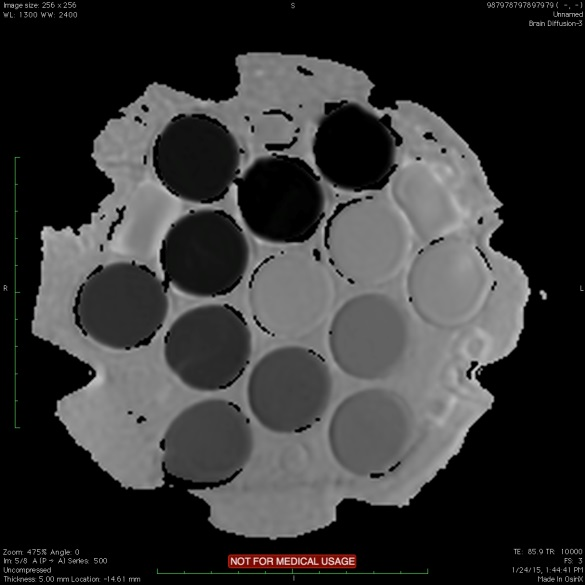 Image size: 256 x 256
WL: 1300 WW: 2400
S
987978797897979 ( -, -)
Unnamed
Brain Diffusion-3
R
L
Zoom: 475% Angle: 0
Im: 5/8 A (P -> A) Series: 500
Uncompressed
Thickness: 5.00 mm Location: -14.61 mm
NOT FOR MEDICAL USAGE
I
TE: 85.9 TR: 10000
FS: 3
1/24/15, 1:44:41 PM
Made In OsiriX